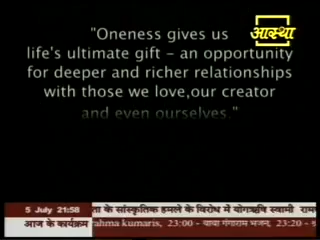 आस्था
"Oneness gives us
life's ultimate gift - an opportunity
for deeper and richer relationships
with those we love,our creator
and even ourselves."
5 July 21:58 ता के सांस्कृतिक हमले के विरोध में योगऋषि स्वामी
आज के कार्यक्रम rahma kumaris, 23:00 - बाबा गंगाराम भजन, 23:20 -